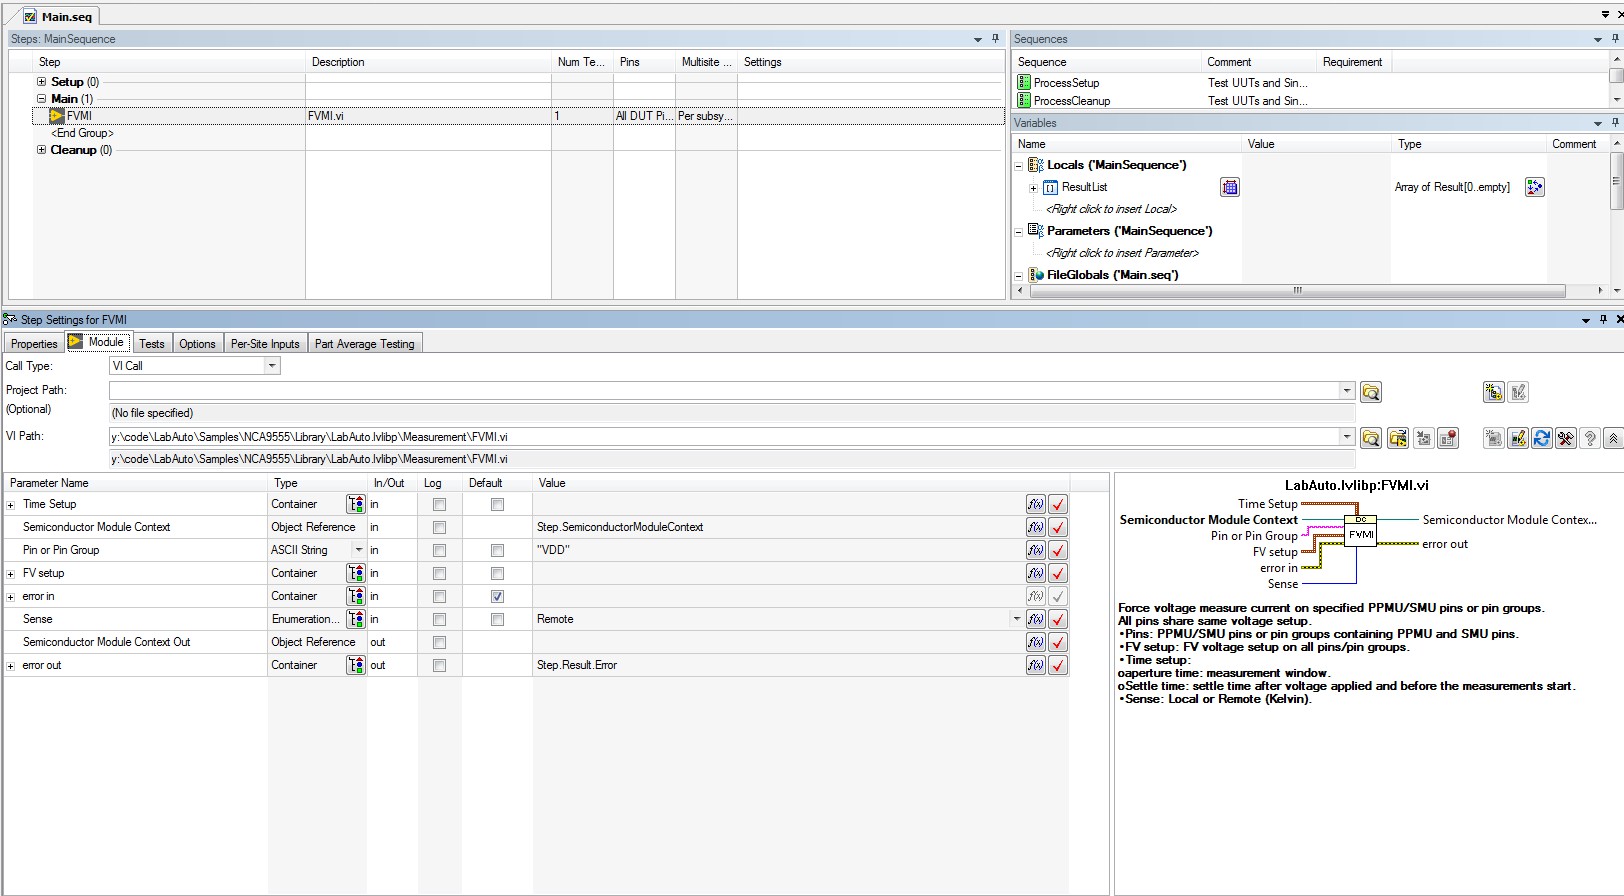 Main.seq
Steps: MainSequence
Step Description Num Te... Pins Multisite ... Settings
Setup (0)
Main (1)
FVMI FVMI.vi 1 All DUT Pi... Per subsy...
<End Group>
Cleanup (0)
Sequences
Sequence Comment Requirement
ProcessSetup Test UUTs and Sin...
ProcessCleanup Test UUTs and Sin...
Variables
Name Value Type Comment
Locals ('MainSequence')
ResultList Array of Result[0..empty]
<Right click to insert Local>
Parameters ('MainSequence')
<Right click to insert Parameter>
FileGlobals ('Main.seq')
Step Settings for FVMI
Properties Module Tests Options Per-Site Inputs Part Average Testing
Call Type: VI Call
Project Path:
(Optional) (No file specified)
VI Path: y:\code\LabAuto\Samples\NCA9555\Library\LabAuto.lvlibp\Measurement\FVMI.vi
y:\code\LabAuto\Samples\NCA9555\Library\LabAuto.lvlibp\Measurement\FVMI.vi
Parameter Name Type In/Out Log Default Value
Time Setup Container in
Semiconductor Module Context Object Reference in Step.SemiconductorModuleContext
Pin or Pin Group ASCII String in "VDD"
FV setup Container in
error in Container in
Sense Enumeration... in Remote
Semiconductor Module Context Out Object Reference out
error out Container out Step.Result.Error
LabAuto.lvlibp:FVMI.vi
Time Setup
Semiconductor Module Context DC Semiconductor Module Contex...
Pin or Pin Group FVMI
FV setup error out
error in
Sense
Force voltage measure current on specified PPMU/SMU pins or pin groups.
All pins share same voltage setup.
•Pins: PPMU/SMU pins or pin groups containing PPMU and SMU pins.
•FV setup: FV voltage setup on all pins/pin groups.
•Time setup:
oaperture time: measurement window.
oSettle time: settle time after voltage applied and before the measurements start.
•Sense: Local or Remote (Kelvin).